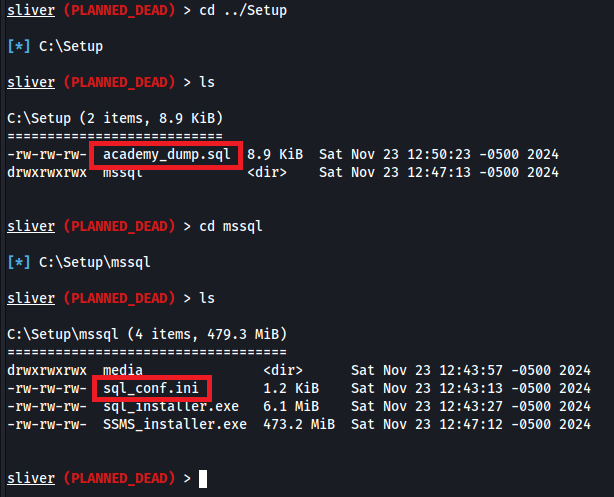 sliver (PLANNED_DEAD) > cd ../Setup
[*] C:\Setup
sliver (PLANNED_DEAD) > ls
C:\Setup (2 items, 8.9 KiB)
===========================
-rw-rw-rw-  academy_dump.sql  8.9 KiB  Sat Nov 23 12:50:23 -0500 2024
drwxrwxrwx  mssql             <dir>    Sat Nov 23 12:47:13 -0500 2024
sliver (PLANNED_DEAD) > cd mssql
[*] C:\Setup\mssql
sliver (PLANNED_DEAD) > ls
C:\Setup\mssql (4 items, 479.3 MiB)
===================================
drwxrwxrwx  media               <dir>      Sat Nov 23 12:43:57 -0500 2024
-rw-rw-rw-  sql_conf.ini        1.2 KiB    Sat Nov 23 12:43:13 -0500 2024
-rw-rw-rw-  sql_installer.exe   6.1 MiB    Sat Nov 23 12:43:27 -0500 2024
-rw-rw-rw-  SSMS_installer.exe  473.2 MiB  Sat Nov 23 12:47:12 -0500 2024
sliver (PLANNED_DEAD) >